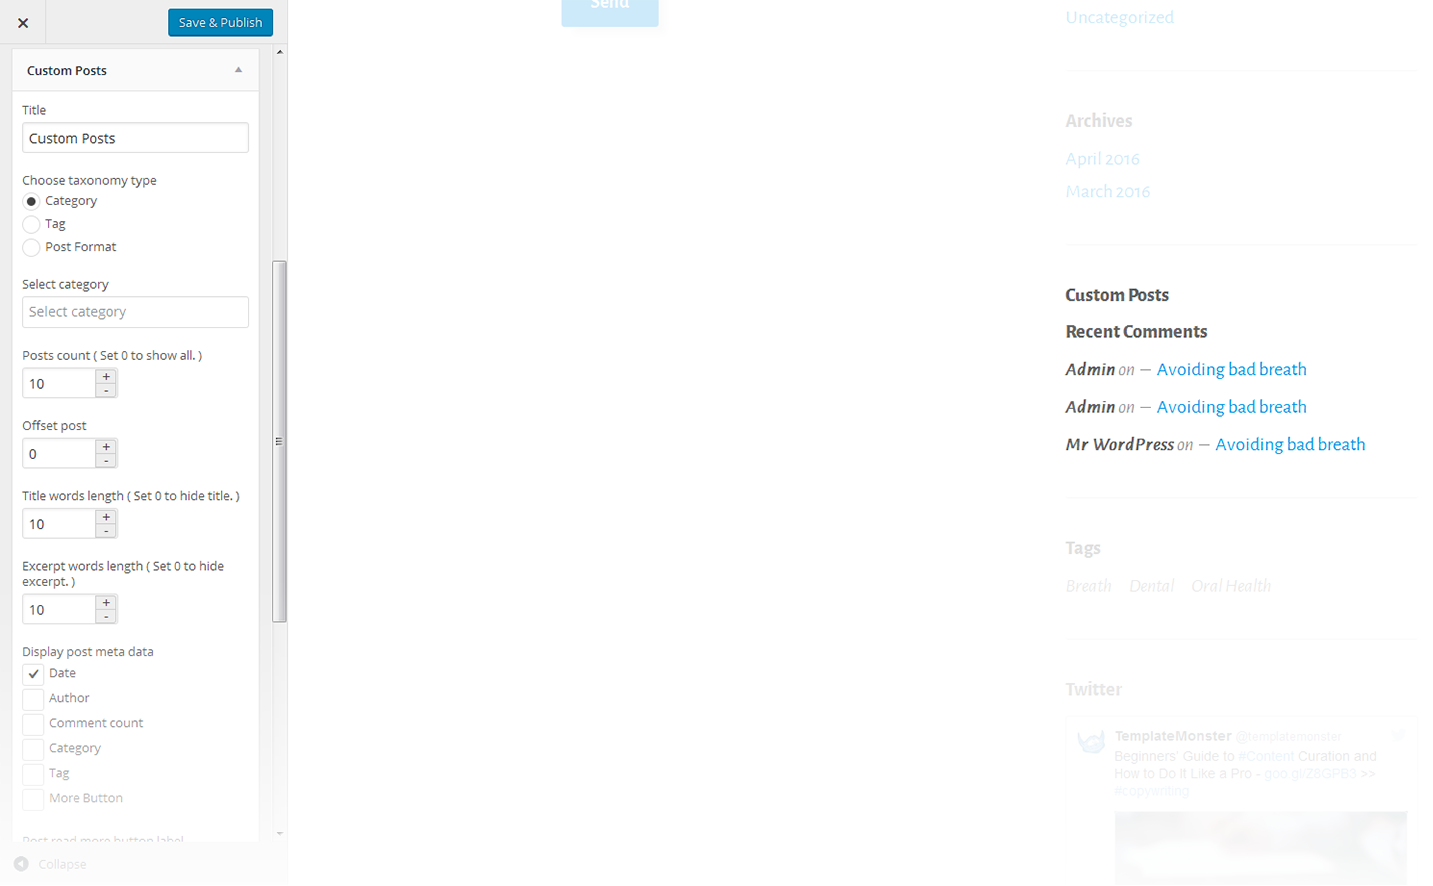 Save & Publish
Custom Posts
Title
Custom Posts
Choose taxonomy type
Category
Tag
Post Format
Select category
Select category
Posts count ( Set 0 to show all. )
10
+
-
Offset post
0
+
-
Title words length ( Set 0 to hide title. )
10
+
-
Excerpt words length ( Set 0 to hide
excerpt. )
10
+
-
Display post meta data
Date
Author
Comment count
Category
Tag
More Button
Post read more button label
Collapse
Send
Uncategorized
Archives
April 2016
March 2016
Custom Posts
Recent Comments
Admin on — Avoiding bad breath
Admin on — Avoiding bad breath
Mr WordPress on — Avoiding bad breath
Tags
Breath Dental Oral Health
Twitter
TemplateMonster @templatemonster
Beginners' Guide to #Content Curation and
How to Do It Like a Pro - goo.gl/Z8GPB3 >>
#copywriting